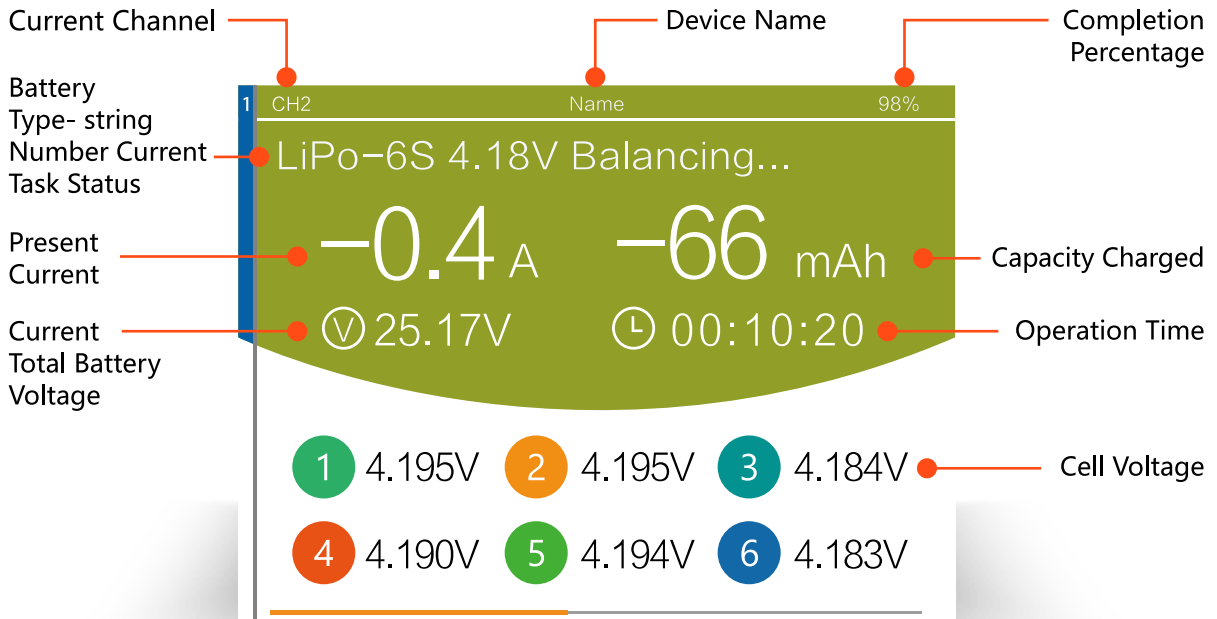 Current Channel
Device Name
Completion
Percentage
Battery
Type- string
Number Current
Task Status
1
CH2
Name
98%
LiPo-6S 4.18V Balancing...
Present
Current
-0.4 A
-66 mAh
Capacity Charged
Current
Total Battery
Voltage
V 25.17V
00:10:20
Operation Time
1 4.195V
2 4.195V
3 4.184V
Cell Voltage
4 4.190V
5 4.194V
6 4.183V